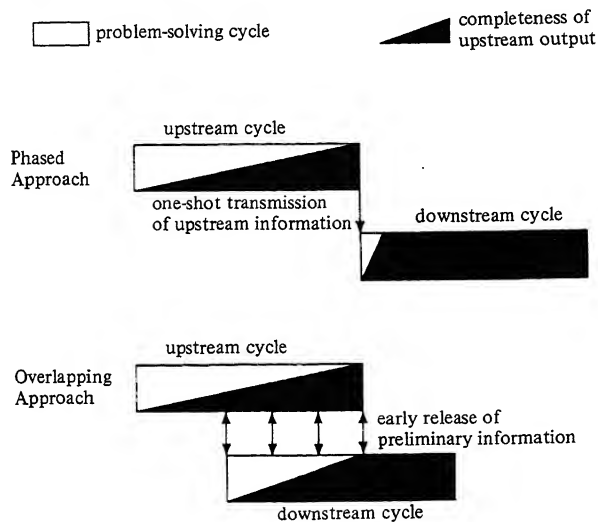 problem-solving cycle
completeness of
upstream output
upstream cycle
Phased
Approach
one-shot transmission
of upstream information
downstream cycle
upstream cycle
Overlapping
Approach
early release of
preliminary information
downstream cycle